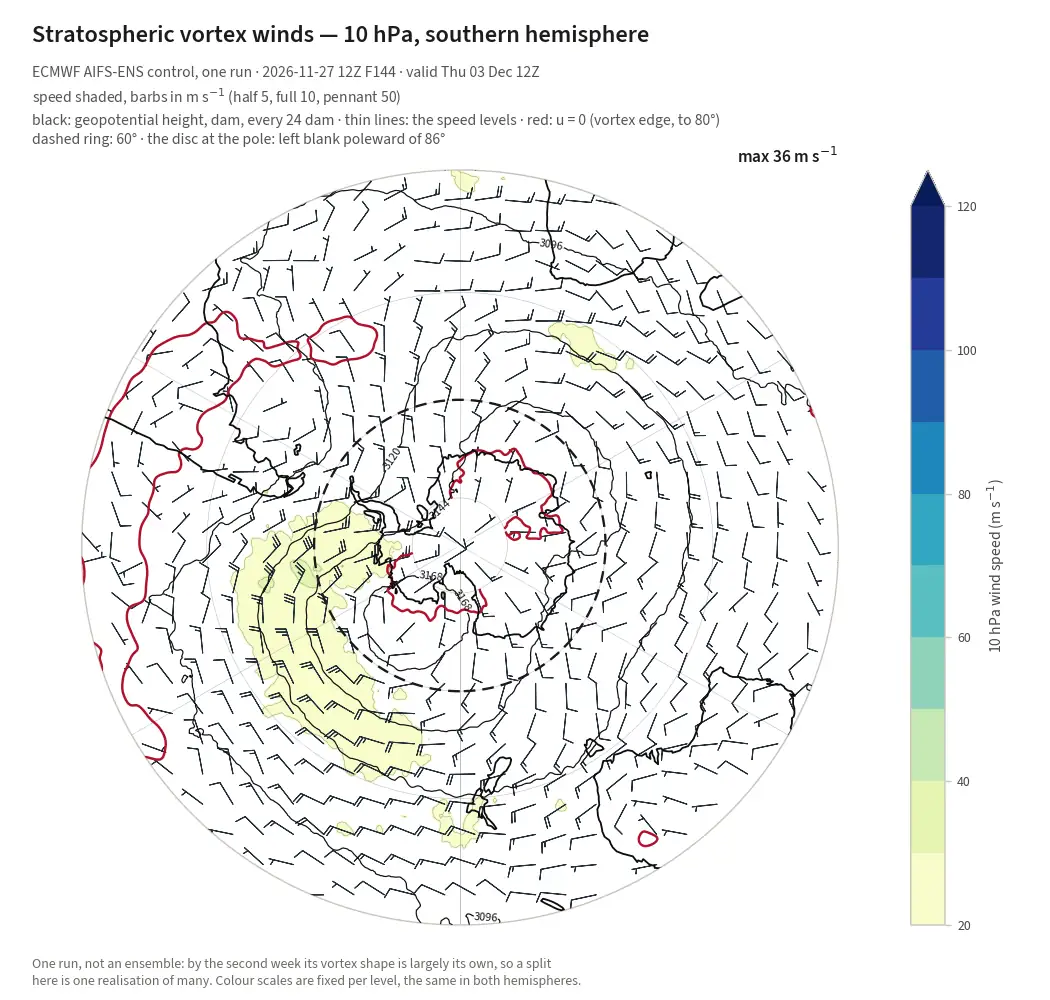 Stratospheric vortex winds — 10 hPa, southern hemisphere
ECMWF AIFS-ENS control, one run · 2026-11-27 12Z F144 · valid Thu 03 Dec 12Z
speed shaded, barbs in m s⁻¹ (half 5, full 10, pennant 50)
black: geopotential height, dam, every 24 dam · thin lines: the speed levels · red: u = 0 (vortex edge, to 80°)
dashed ring: 60° · the disc at the pole: left blank poleward of 86°
max 36 m s⁻¹
120
100
80
60
40
20
10 hPa wind speed (m s⁻¹)
3096
3120
3144
3168
3168
3096
One run, not an ensemble: by the second week its vortex shape is largely its own, so a split
here is one realisation of many. Colour scales are fixed per level, the same in both hemispheres.